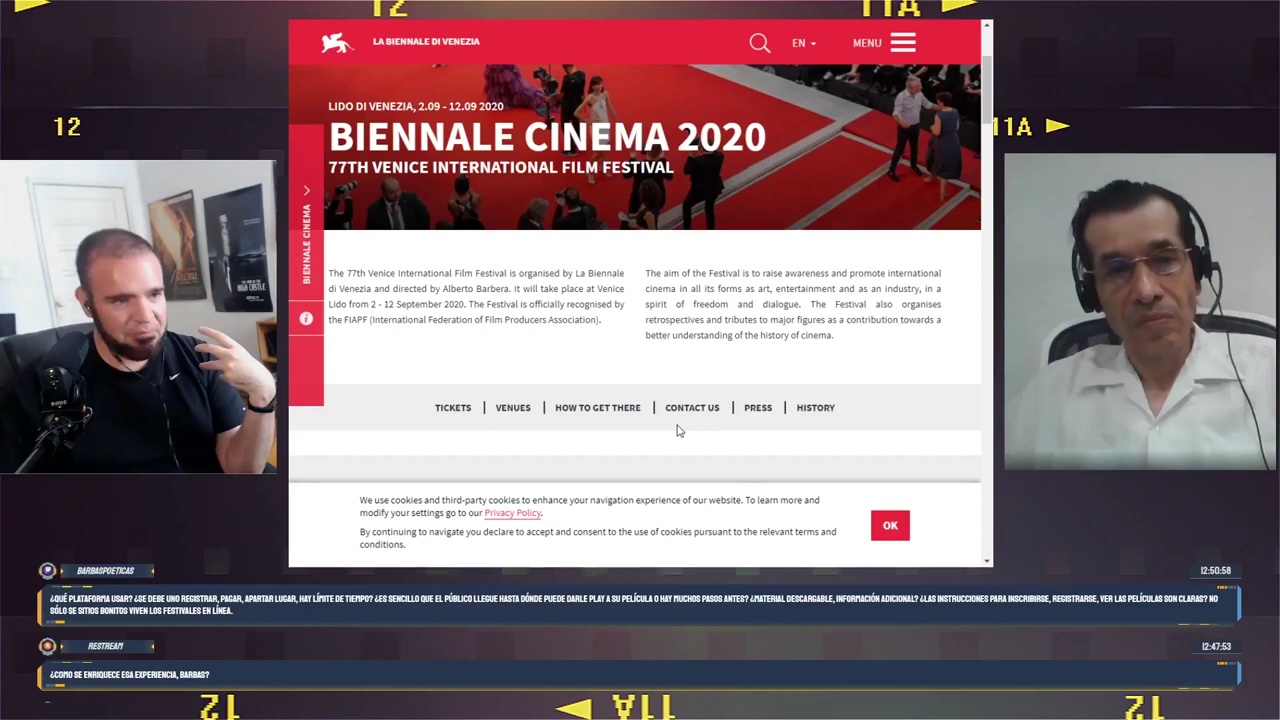 12
11A
LA BIENNALE DI VENEZIA
EN
MENU
LIDO DI VENEZIA, 2.09 - 12.09 2020
BIENNALE CINEMA 2020
77TH VENICE INTERNATIONAL FILM FESTIVAL
12
11A
BIENNALE CINEMA
THE MAN IN THE
HIGH CASTLE
The 77th Venice International Film Festival is organised by La Biennale
di Venezia and directed by Alberto Barbera. It will take place at Venice
Lido from 2 - 12 September 2020. The Festival is officially recognised by
the FIAPF (International Federation of Film Producers Association).
The aim of the Festival is to raise awareness and promote international
cinema in all its forms as art, entertainment and as an industry, in a
spirit of freedom and dialogue. The Festival also organises
retrospectives and tributes to major figures as a contribution towards a
better understanding of the history of cinema.
RØDE
TICKETS | VENUES | HOW TO GET THERE | CONTACT US | PRESS | HISTORY
We use cookies and third-party cookies to enhance your navigation experience of our website. To learn more and
modify your settings go to our Privacy Policy.
By continuing to navigate you declare to accept and consent to the use of cookies pursuant to the relevant terms and
conditions.
OK
BARBASPOETICAS
12:50:58
¿QUÉ PLATAFORMA USAR? ¿SE DEBE UNO REGISTRAR, PAGAR, APARTAR LUGAR, HAY LÍMITE DE TIEMPO? ¿ES SENCILLO QUE EL PÚBLICO LLEGUE HASTA DÓNDE PUEDE DARLE PLAY A SU PELÍCULA O HAY MUCHOS PASOS ANTES? ¿MATERIAL DESCARGABLE, INFORMACIÓN ADICIONAL? ¿LAS INSTRUCCIONES PARA INSCRIBIRSE, REGISTRARSE, VER LAS PELÍCULAS SON CLARAS? NO
SÓLO SE SITIOS BONITOS VIVEN LOS FESTIVALES EN LÍNEA.
RESTREAM
12:47:53
¿COMO SE ENRIQUECE ESA EXPERIENCIA, BARBAS?
12
11A
12